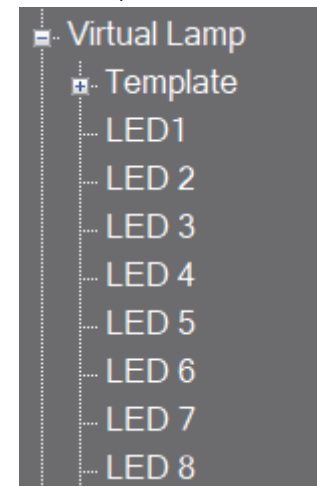 Virtual Lamp
Template
LED1
LED 2
LED 3
LED 4
LED 5
LED 6
LED 7
LED 8